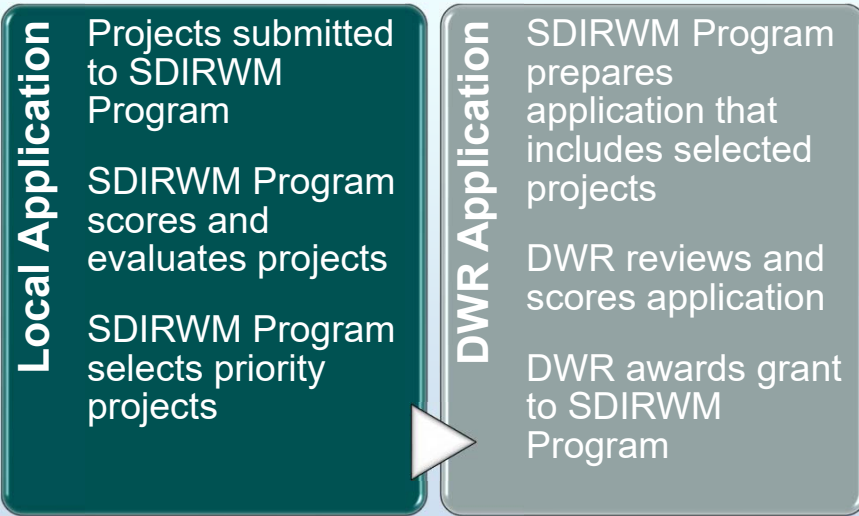 Local Application
Projects submitted
to SDIRWM
Program
SDIRWM Program
scores and
evaluates projects
SDIRWM Program
selects priority
projects
DWR Application
SDIRWM Program
prepares
application that
includes selected
projects
DWR reviews and
scores application
DWR awards grant
to SDIRWM
Program